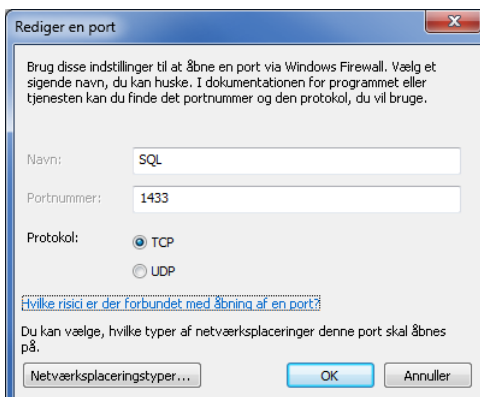 Rediger en port
Brug disse indstillinger til at åbne en port via Windows Firewall. Vælg et
sigende navn, du kan huske. I dokumentationen for programmet eller
tjenesten kan du finde det portnummer og den protokol, du vil bruge.
Navn:
SQL
Portnummer:
1433
Protokol:
TCP
UDP
Hvilke risici er der forbundet med åbning af en port?
Du kan vælge, hvilke typer af netværksplaceringer denne port skal åbnes
på.
Netværksplaceringstyper... OK Annuller